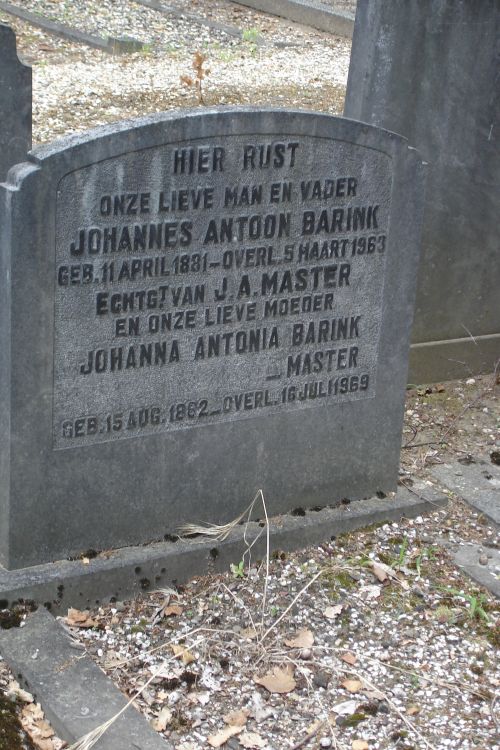 HIER RUST
ONZE LIEVE MAN EN VADER
JOHANNES ANTOON BARINK
GEB. 11 APRIL 1881 – OVERL. 5 MAART 1963
ECHTGT. VAN J.A. MASTER
EN ONZE LIEVE MOEDER
JOHANNA ANTONIA BARINK
– MASTER
GEB. 15 AUG. 1882 – OVERL. 16 JULI 1969